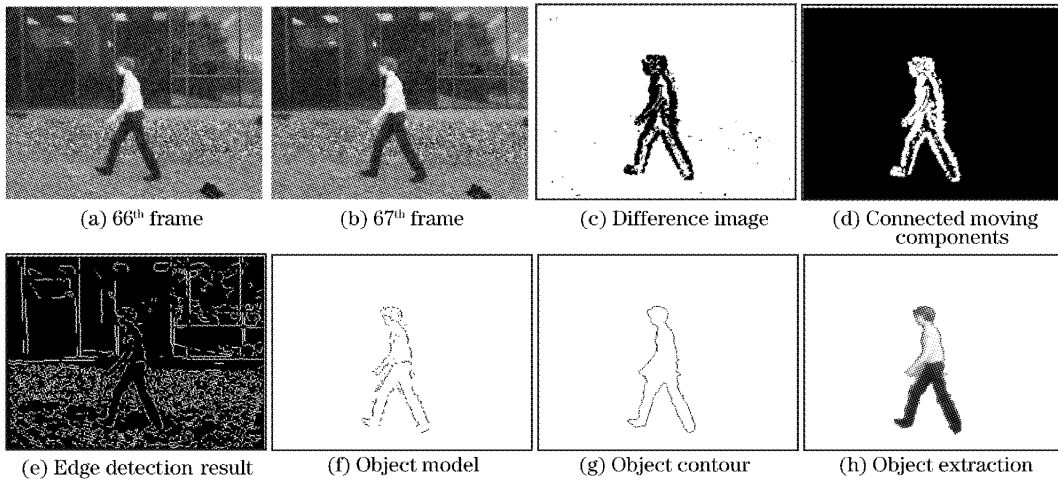 (a) 66th frame
(b) 67th frame
(c) Difference image
(d) Connected moving
components
(e) Edge detection result
(f) Object model
(g) Object contour
(h) Object extraction